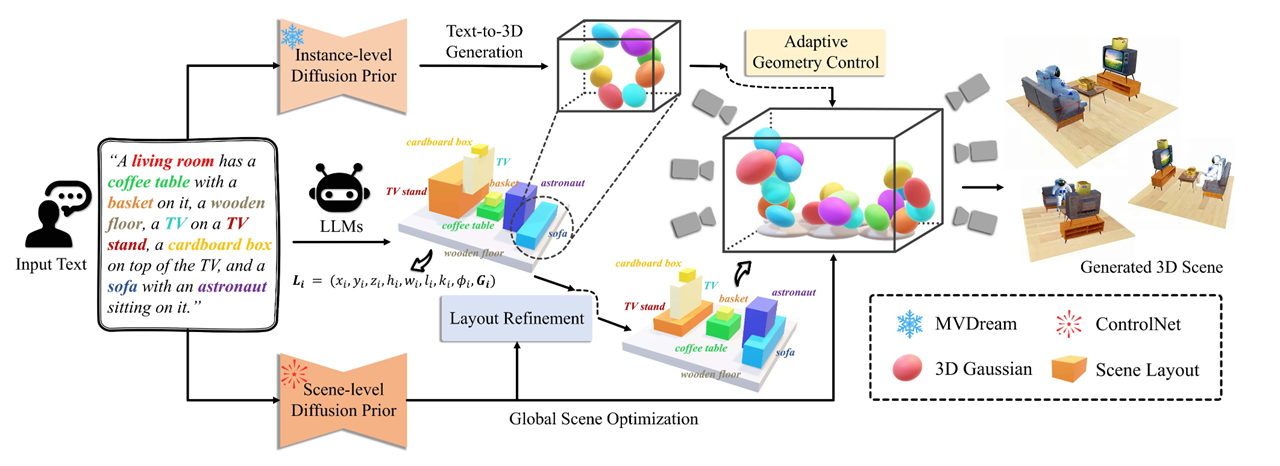 Instance-level
Diffusion Prior
Text-to-3D
Generation
Adaptive
Geometry Control
Input Text
“A living room has a
coffee table with a
basket on it, a wooden
floor, a TV on a TV
stand, a cardboard box
on top of the TV, and a
sofa with an astronaut
sitting on it.”
LLMs
cardboard box
TV
TV stand
basket
astronaut
coffee table
sofa
wooden floor
L_i = (x_i, y_i, z_i, h_i, w_i, l_i, k_i, ϕ_i, G_i)
Layout Refinement
cardboard box
TV
TV stand
basket
astronaut
coffee table
sofa
wooden floor
Scene-level
Diffusion Prior
Global Scene Optimization
Generated 3D Scene
MVDream
ControlNet
3D Gaussian
Scene Layout